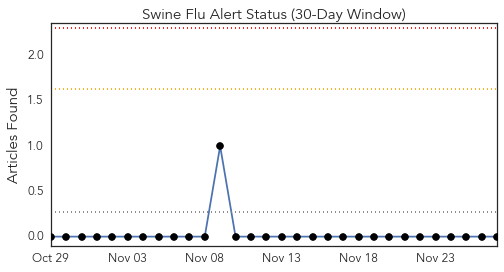 Swine Flu Alert Status (30-Day Window)
Articles Found
2.0
1.5
1.0
0.5
0.0
Oct 29 Nov 03 Nov 08 Nov 13 Nov 18 Nov 23